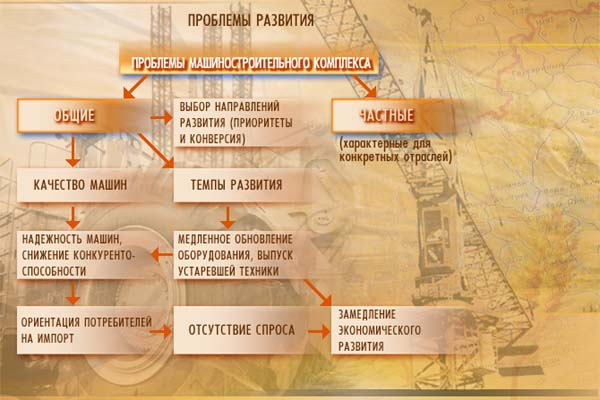 ПРОБЛЕМЫ РАЗВИТИЯ
ПРОБЛЕМЫ МАШИНОСТРОИТЕЛЬНОГО КОМПЛЕКСА
ОБЩИЕ
ВЫБОР НАПРАВЛЕНИЙ
РАЗВИТИЯ (ПРИОРИТЕТЫ
И КОНВЕРСИЯ)
ЧАСТНЫЕ
(характерные для
конкретных отраслей)
КАЧЕСТВО МАШИН
ТЕМПЫ РАЗВИТИЯ
НАДЕЖНОСТЬ МАШИН,
СНИЖЕНИЕ КОНКУРЕНТО-
СПОСОБНОСТИ
МЕДЛЕННОЕ ОБНОВЛЕНИЕ
ОБОРУДОВАНИЯ, ВЫПУСК
УСТАРЕВШЕЙ ТЕХНИКИ
ОРИЕНТАЦИЯ ПОТРЕБИТЕЛЕЙ
НА ИМПОРТ
ОТСУТСТВИЕ СПРОСА
ЗАМЕДЛЕНИЕ
ЭКОНОМИЧЕСКОГО
РАЗВИТИЯ